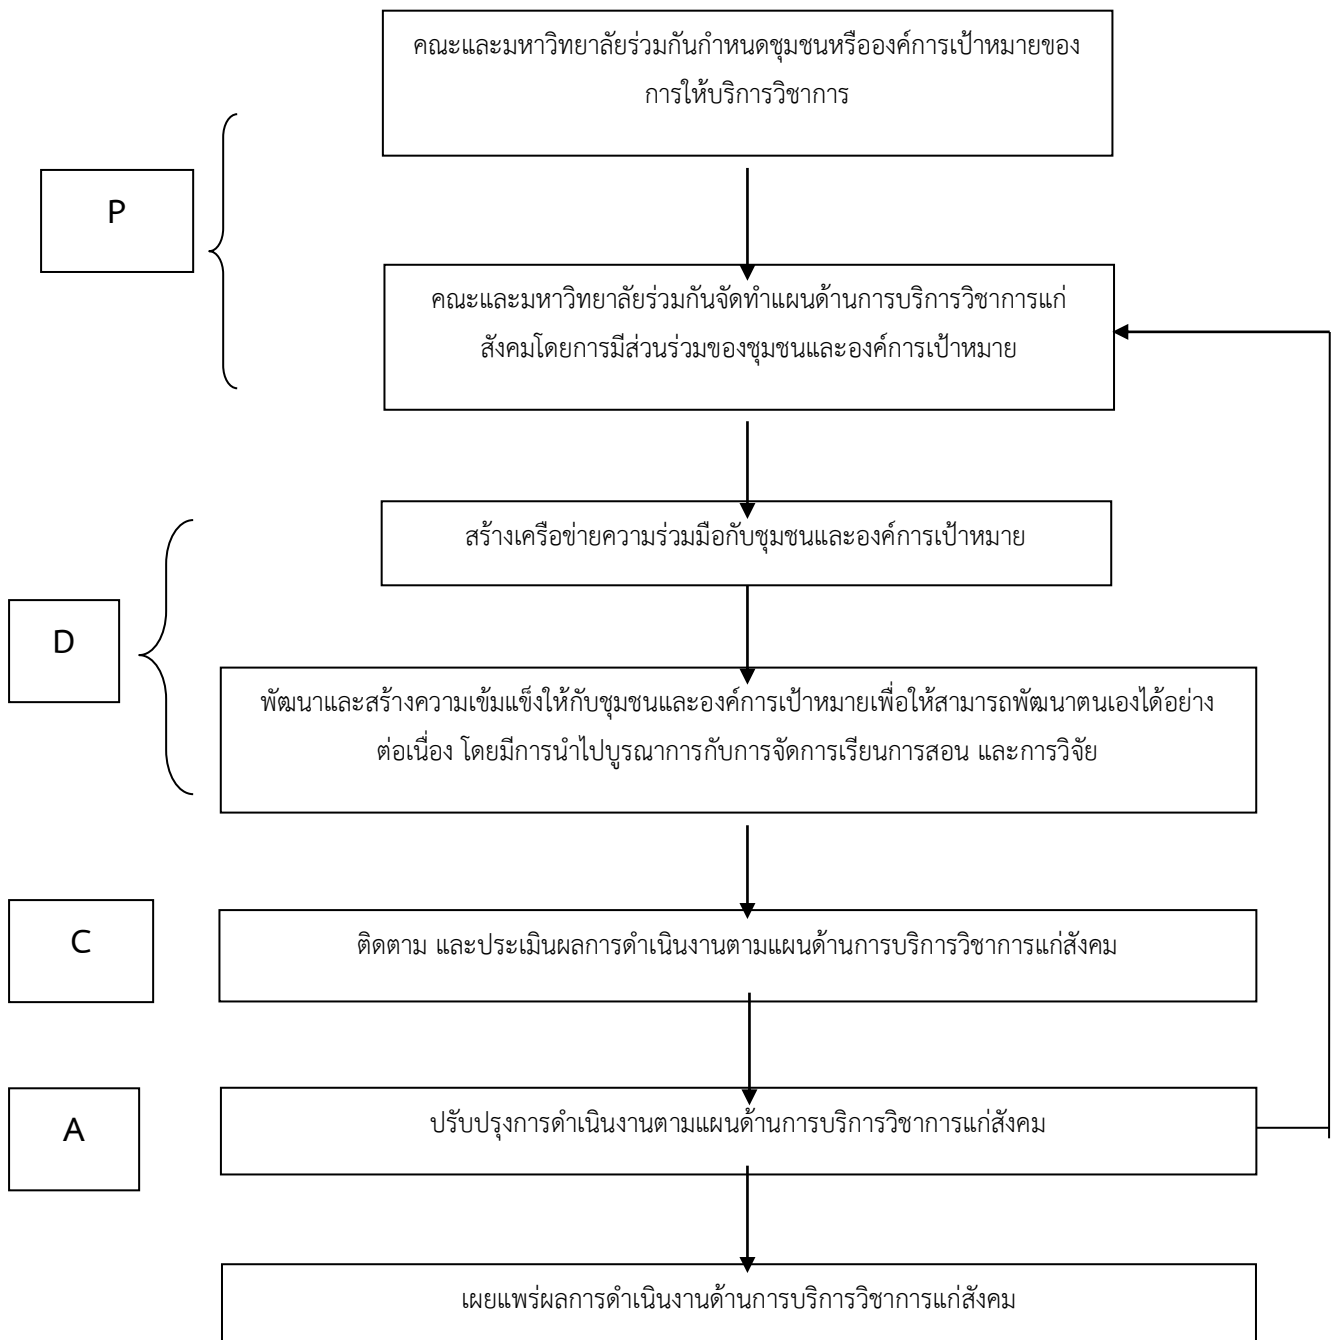 คณะและมหาวิทยาลัยร่วมกันกำหนดชุมชนหรือองค์การเป้าหมายของ
การให้บริการวิชาการ
P
คณะและมหาวิทยาลัยร่วมกันจัดทำแผนด้านการบริการวิชาการแก่
สังคมโดยการมีส่วนร่วมของชุมชนและองค์การเป้าหมาย
สร้างเครือข่ายความร่วมมือกับชุมชนและองค์การเป้าหมาย
D
พัฒนาและสร้างความเข้มแข็งให้กับชุมชนและองค์การเป้าหมายเพื่อให้สามารถพัฒนาตนเองได้อย่าง
ต่อเนื่อง โดยมีการนำไปบูรณาการกับการจัดการเรียนการสอน และการวิจัย
C
ติดตาม และประเมินผลการดำเนินงานตามแผนด้านการบริการวิชาการแก่สังคม
A
ปรับปรุงการดำเนินงานตามแผนด้านการบริการวิชาการแก่สังคม
เผยแพร่ผลการดำเนินงานด้านการบริการวิชาการแก่สังคม